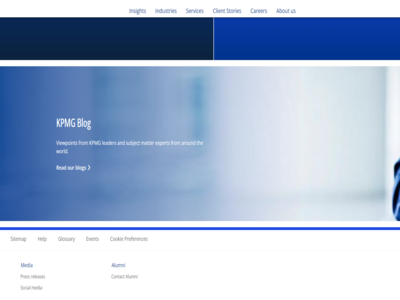 Insights Industries Services Client Stories Careers About us
KPMG Blog
Viewpoints from KPMG leaders and subject matter experts from around the
world.
Read our blogs >
Sitemap Help Glossary Events Cookie Preferences
Media Alumni
Press releases Contact Alumni
Social media